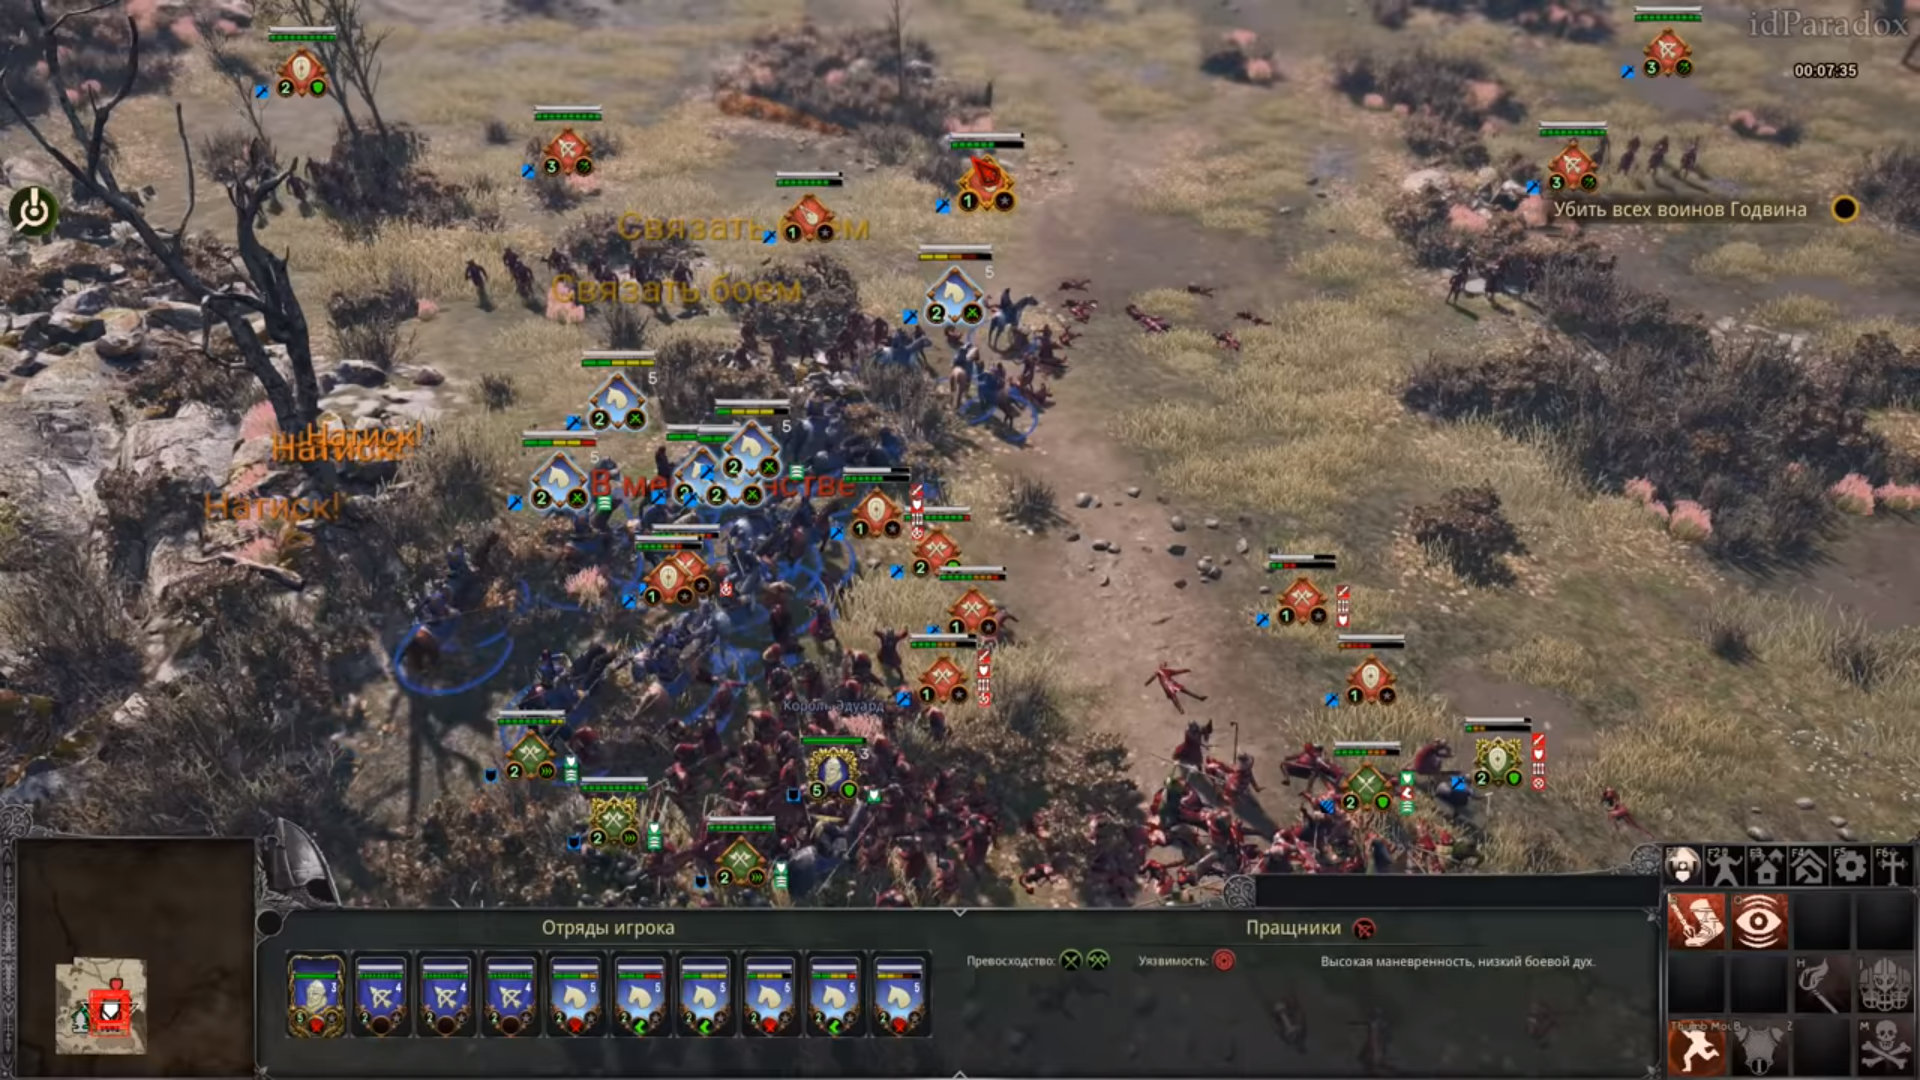 idParadox
00:07:35
Убить всех воинов Годвина
Связать боем
Связать боем
Натиск!
Натиск!
Натиск!
В меньшинстве
Король Эдуард
Отряды игрока
Пращники
Превосходство:
Уязвимость:
Высокая маневренность, низкий боевой дух.